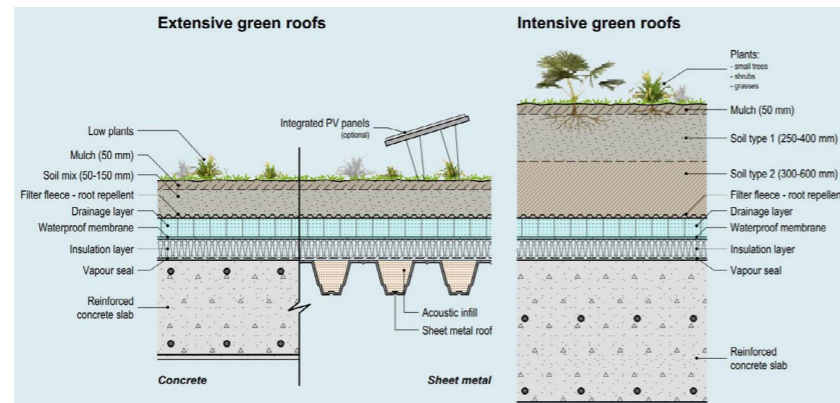 Extensive green roofs
Low plants
Mulch (50 mm)
Soil mix (50-150 mm)
Filter fleece - root repellent
Drainage layer
Waterproof membrane
Insulation layer
Vapour seal
Reinforced
concrete slab
Integrated PV panels
(optional)
Acoustic infill
Sheet metal roof
Concrete
Sheet metal
Intensive green roofs
Plants:
- small trees
- shrubs
- grasses
Mulch (50 mm)
Soil type 1 (250-400 mm)
Soil type 2 (300-600 mm)
Filter fleece - root repellent
Drainage layer
Waterproof membrane
Insulation layer
Vapour seal
Reinforced
concrete slab